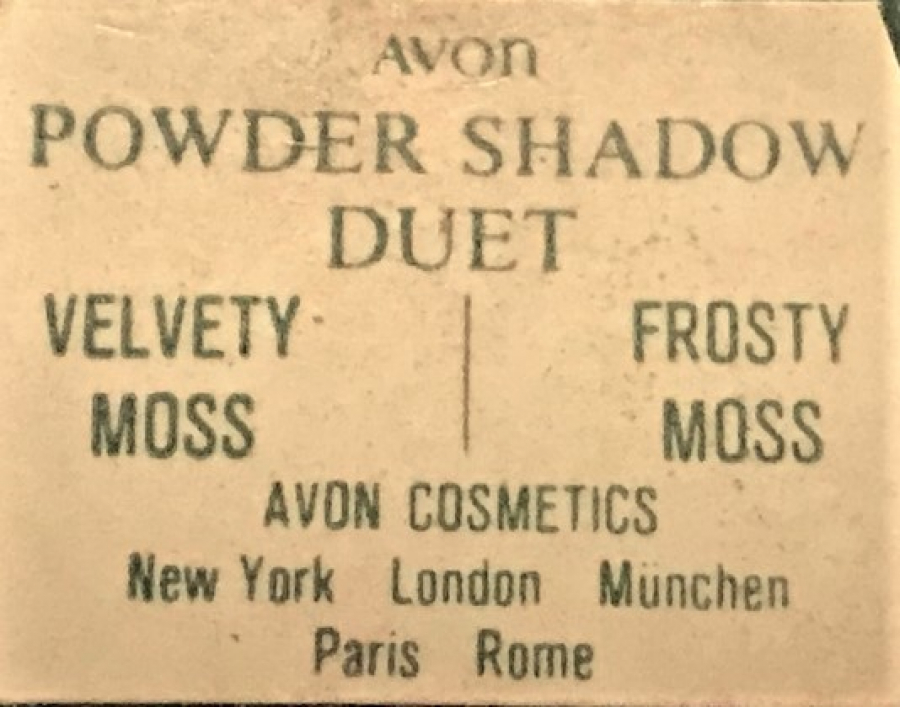 AVON
POWDER SHADOW
DUET
VELVETY | FROSTY
MOSS | MOSS
AVON COSMETICS
New York London München
Paris Rome